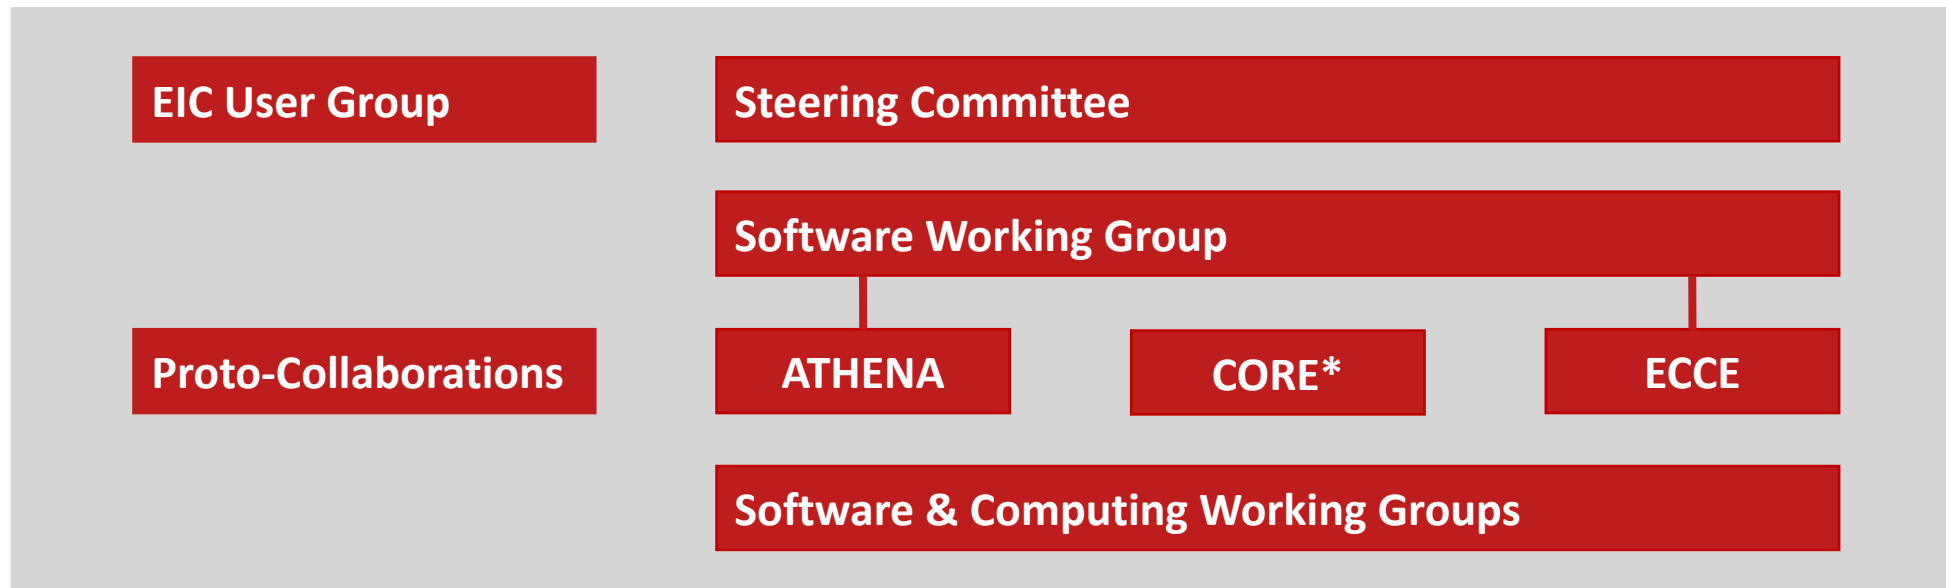 EIC User Group
Steering Committee
Software Working Group
Proto-Collaborations
ATHENA
CORE*
ECCE
Software & Computing Working Groups